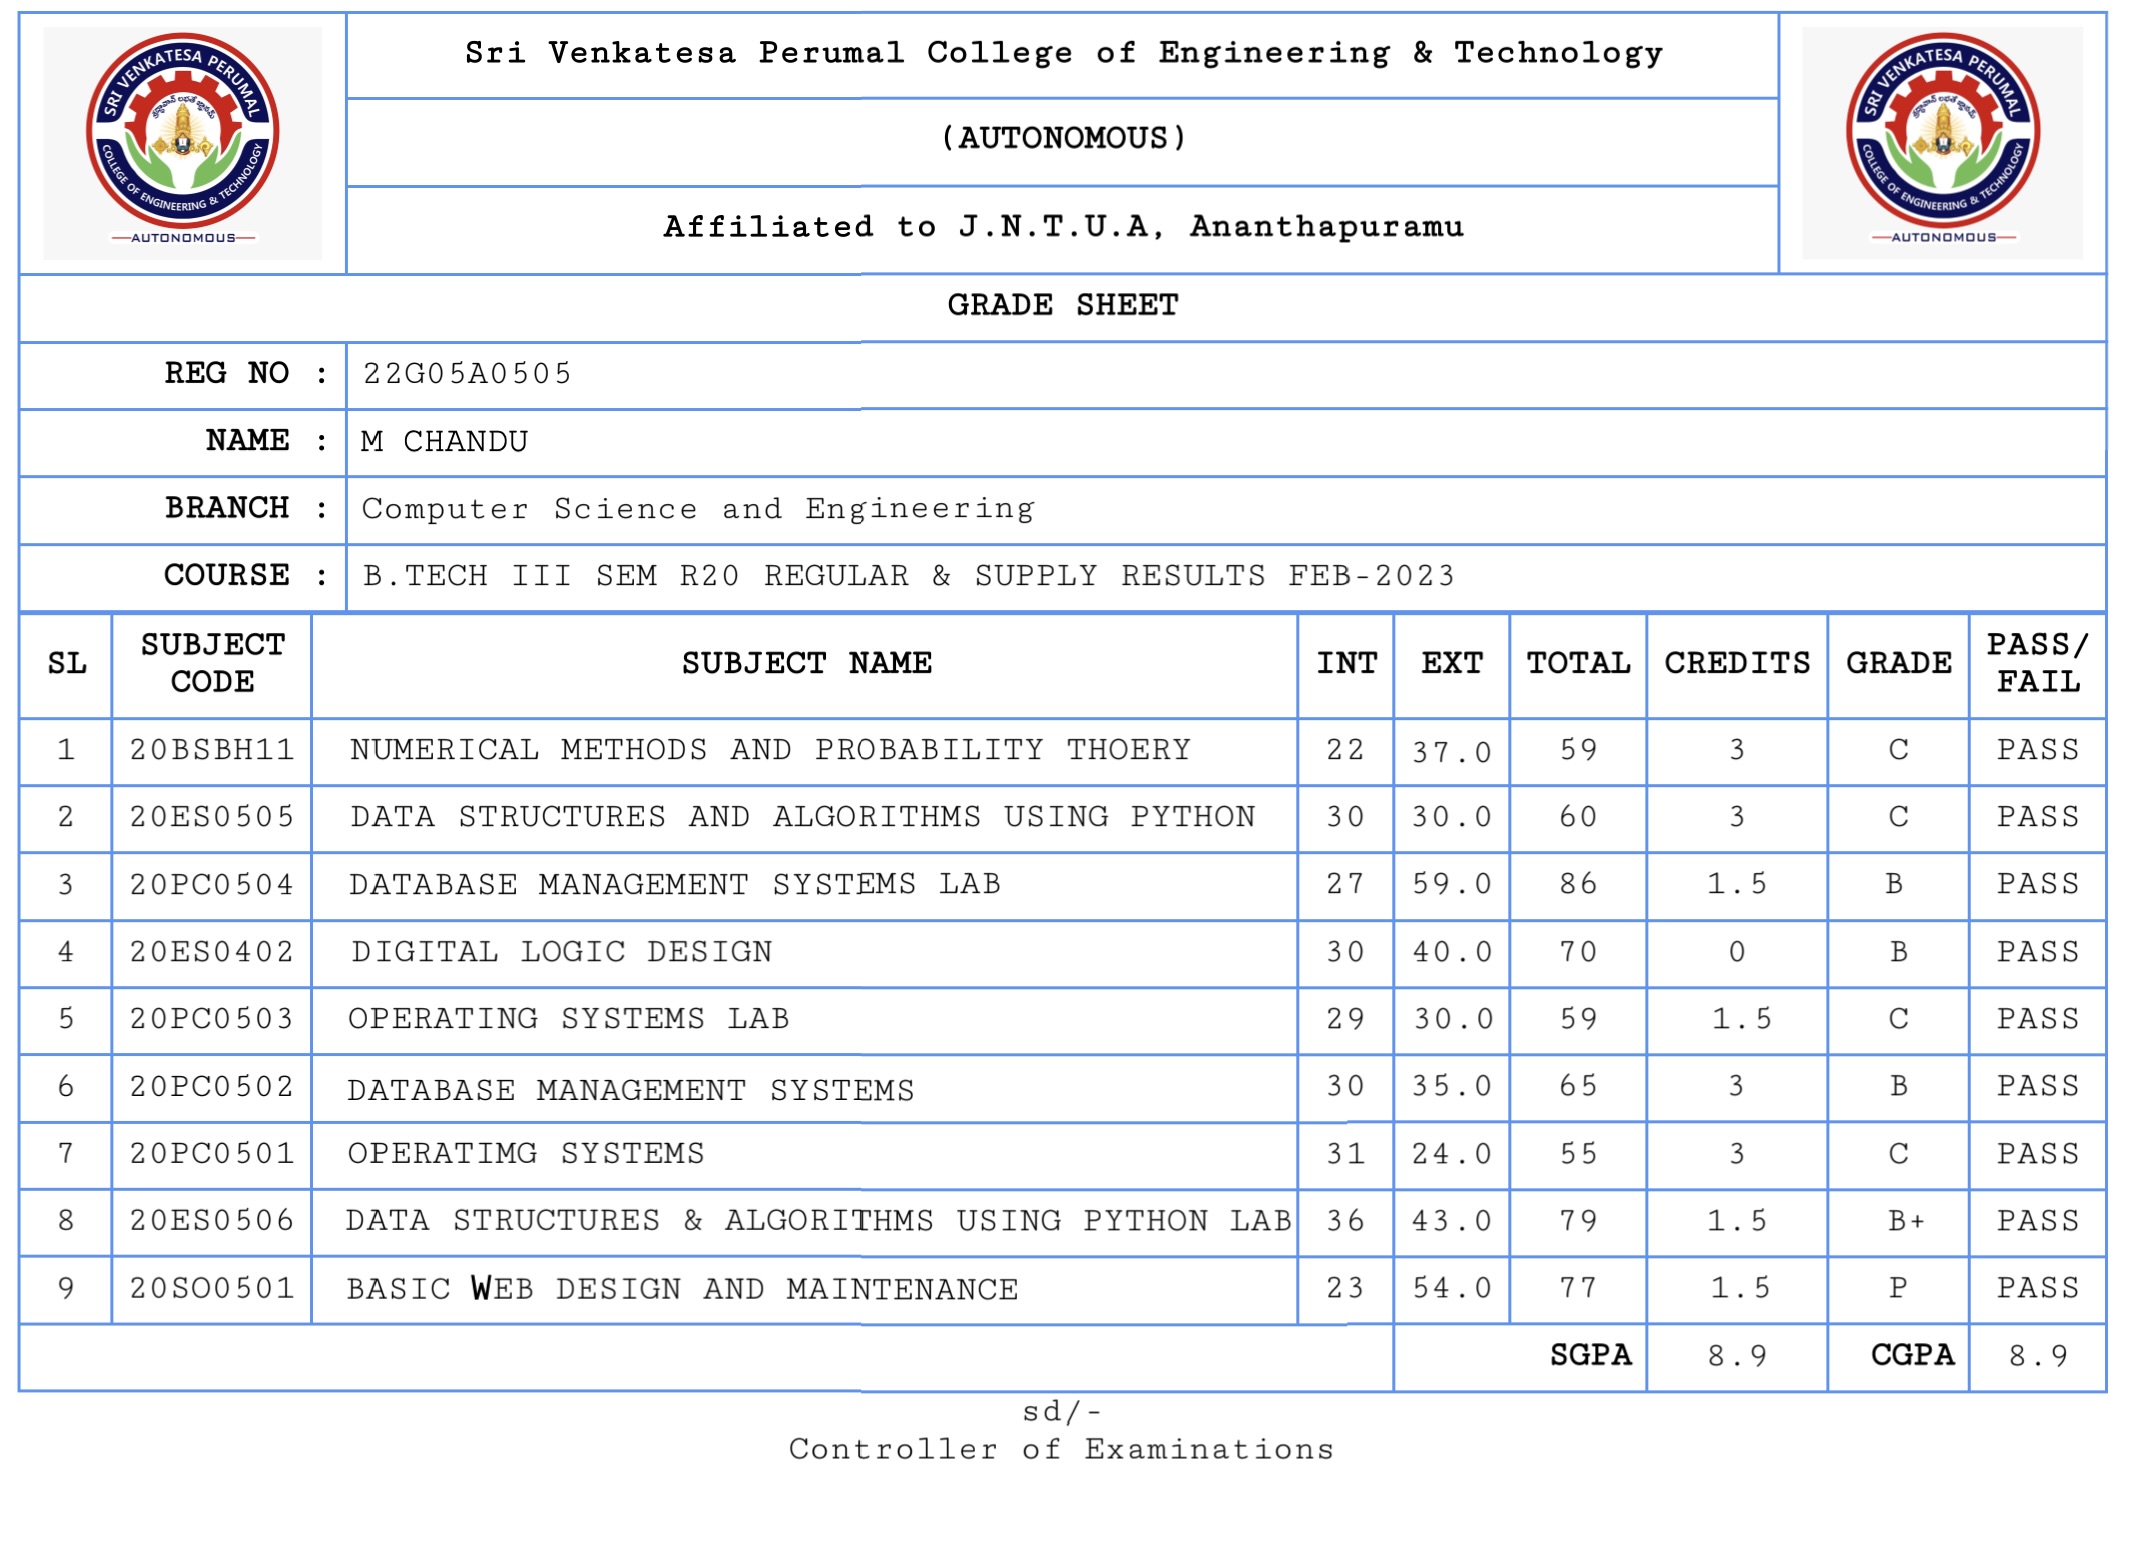 SRI VENKATESA PERUMAL
COLLEGE OF ENGINEERING & TECHNOLOGY
AUTONOMOUS
Sri Venkatesa Perumal College of Engineering & Technology
(AUTONOMOUS)
Affiliated to J.N.T.U.A, Ananthapuramu
SRI VENKATESA PERUMAL
COLLEGE OF ENGINEERING & TECHNOLOGY
AUTONOMOUS
GRADE SHEET
REG NO : 22G05A0505
NAME : M CHANDU
BRANCH : Computer Science and Engineering
COURSE : B.TECH III SEM R20 REGULAR & SUPPLY RESULTS FEB-2023
SL SUBJECT CODE SUBJECT NAME INT EXT TOTAL CREDITS GRADE PASS/ FAIL
1 20BSBH11 NUMERICAL METHODS AND PROBABILITY THOERY 22 37.0 59 3 C PASS
2 20ES0505 DATA STRUCTURES AND ALGORITHMS USING PYTHON 30 30.0 60 3 C PASS
3 20PC0504 DATABASE MANAGEMENT SYSTEMS LAB 27 59.0 86 1.5 B PASS
4 20ES0402 DIGITAL LOGIC DESIGN 30 40.0 70 0 B PASS
5 20PC0503 OPERATING SYSTEMS LAB 29 30.0 59 1.5 C PASS
6 20PC0502 DATABASE MANAGEMENT SYSTEMS 30 35.0 65 3 B PASS
7 20PC0501 OPERATIMG SYSTEMS 31 24.0 55 3 C PASS
8 20ES0506 DATA STRUCTURES & ALGORITHMS USING PYTHON LAB 36 43.0 79 1.5 B+ PASS
9 20SO0501 BASIC WEB DESIGN AND MAINTENANCE 23 54.0 77 1.5 P PASS
SGPA 8.9 CGPA 8.9
sd/-
Controller of Examinations